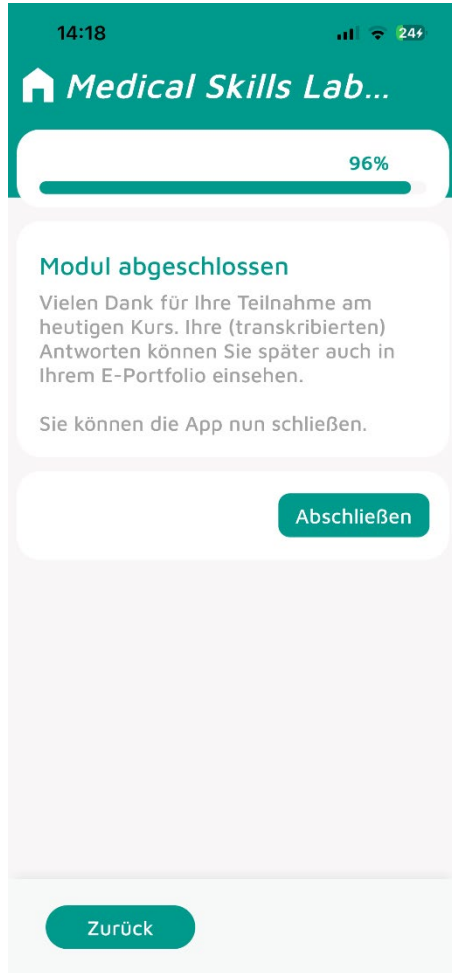 14:18
24
Medical Skills Lab...
96%
Modul abgeschlossen
Vielen Dank für Ihre Teilnahme am
heutigen Kurs. Ihre (transkribierten)
Antworten können Sie später auch in
Ihrem E-Portfolio einsehen.
Sie können die App nun schließen.
Abschließen
Zurück